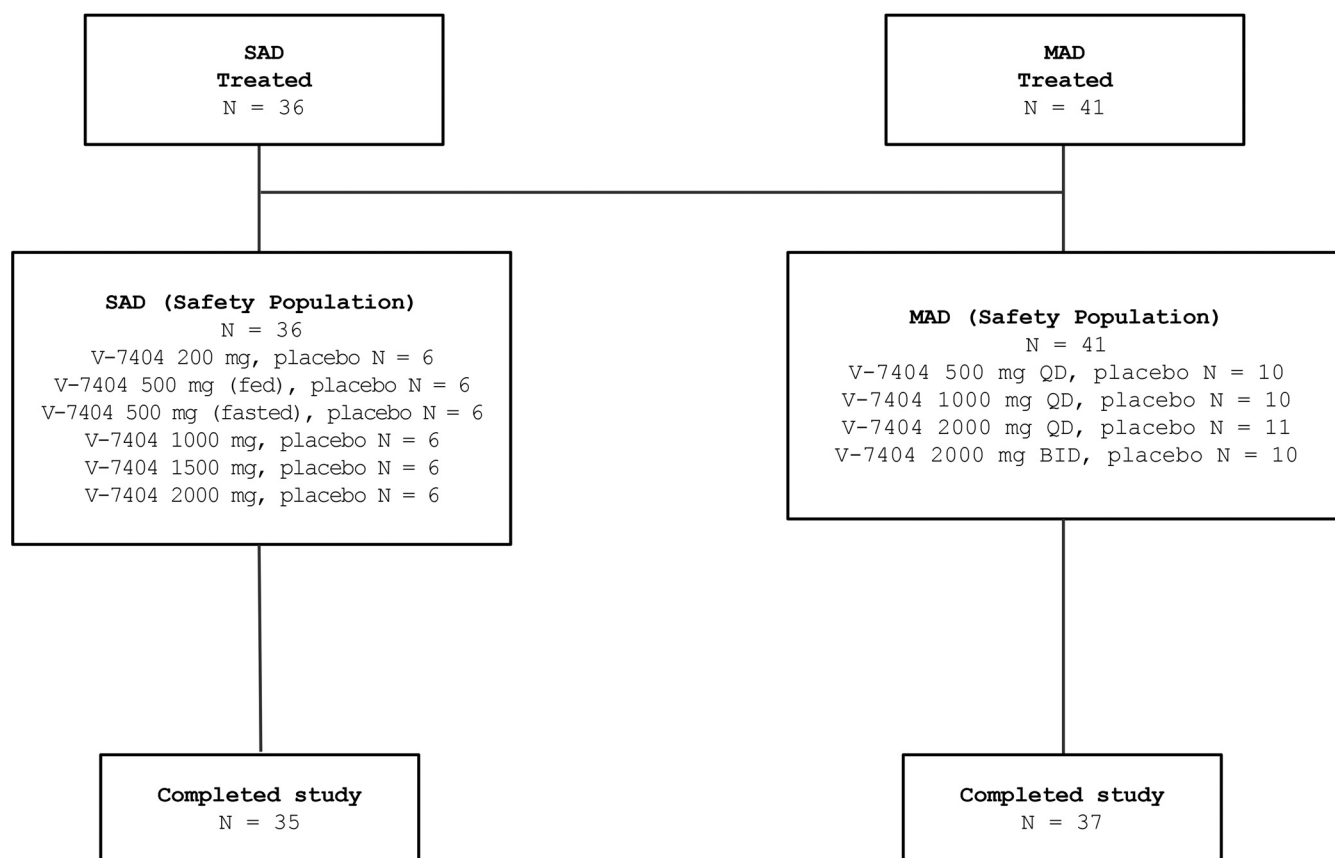 SAD
Treated
N = 36
MAD
Treated
N = 41
SAD (Safety Population)
N = 36
V-7404 200 mg, placebo N = 6
V-7404 500 mg (fed), placebo N = 6
V-7404 500 mg (fasted), placebo N = 6
V-7404 1000 mg, placebo N = 6
V-7404 1500 mg, placebo N = 6
V-7404 2000 mg, placebo N = 6
MAD (Safety Population)
N = 41
V-7404 500 mg QD, placebo N = 10
V-7404 1000 mg QD, placebo N = 10
V-7404 2000 mg QD, placebo N = 11
V-7404 2000 mg BID, placebo N = 10
Completed study
N = 35
Completed study
N = 37